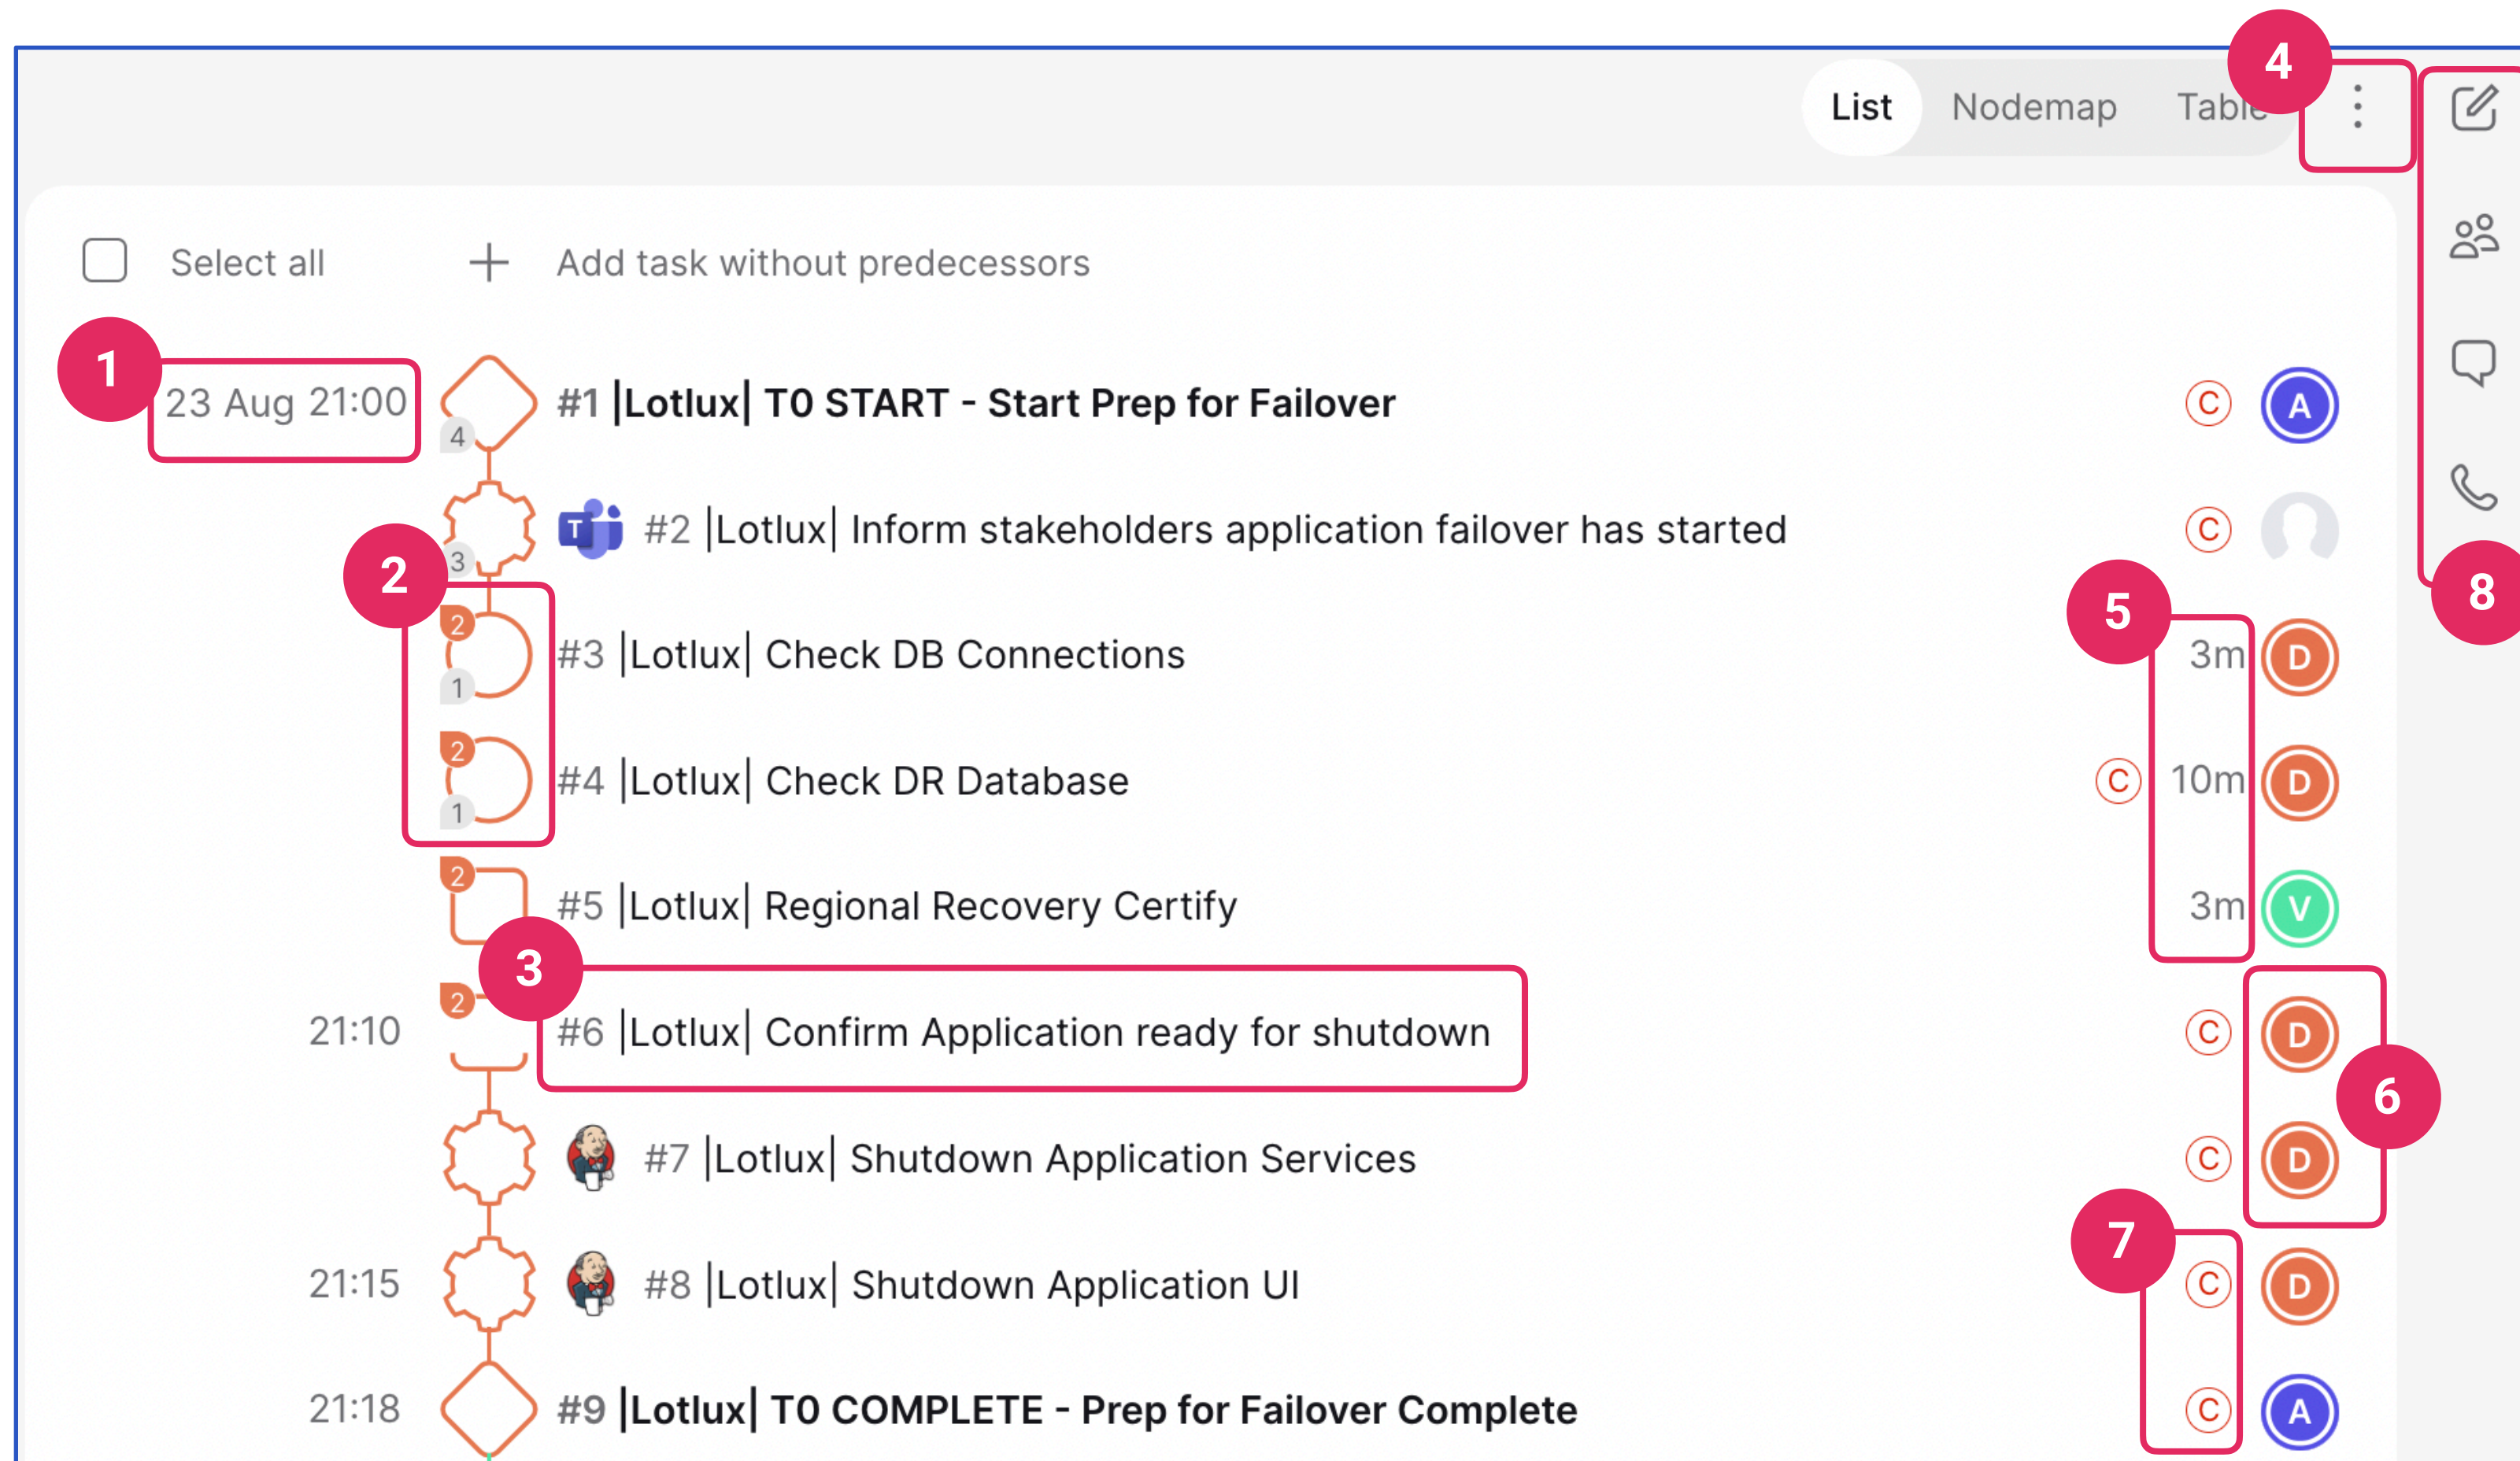 4
List Nodemap Table
Select all + Add task without predecessors
1
23 Aug 21:00 4 #1 |Lotlux| T0 START - Start Prep for Failover C A
3 T #2 |Lotlux| Inform stakeholders application failover has started C
2
5
8
2 1 #3 |Lotlux| Check DB Connections 3m D
2 1 #4 |Lotlux| Check DR Database C 10m D
2 #5 |Lotlux| Regional Recovery Certify 3m V
3
21:10 2 #6 |Lotlux| Confirm Application ready for shutdown C D
6
#7 |Lotlux| Shutdown Application Services C D
7
21:15 #8 |Lotlux| Shutdown Application UI C D
21:18 #9 |Lotlux| T0 COMPLETE - Prep for Failover Complete C A